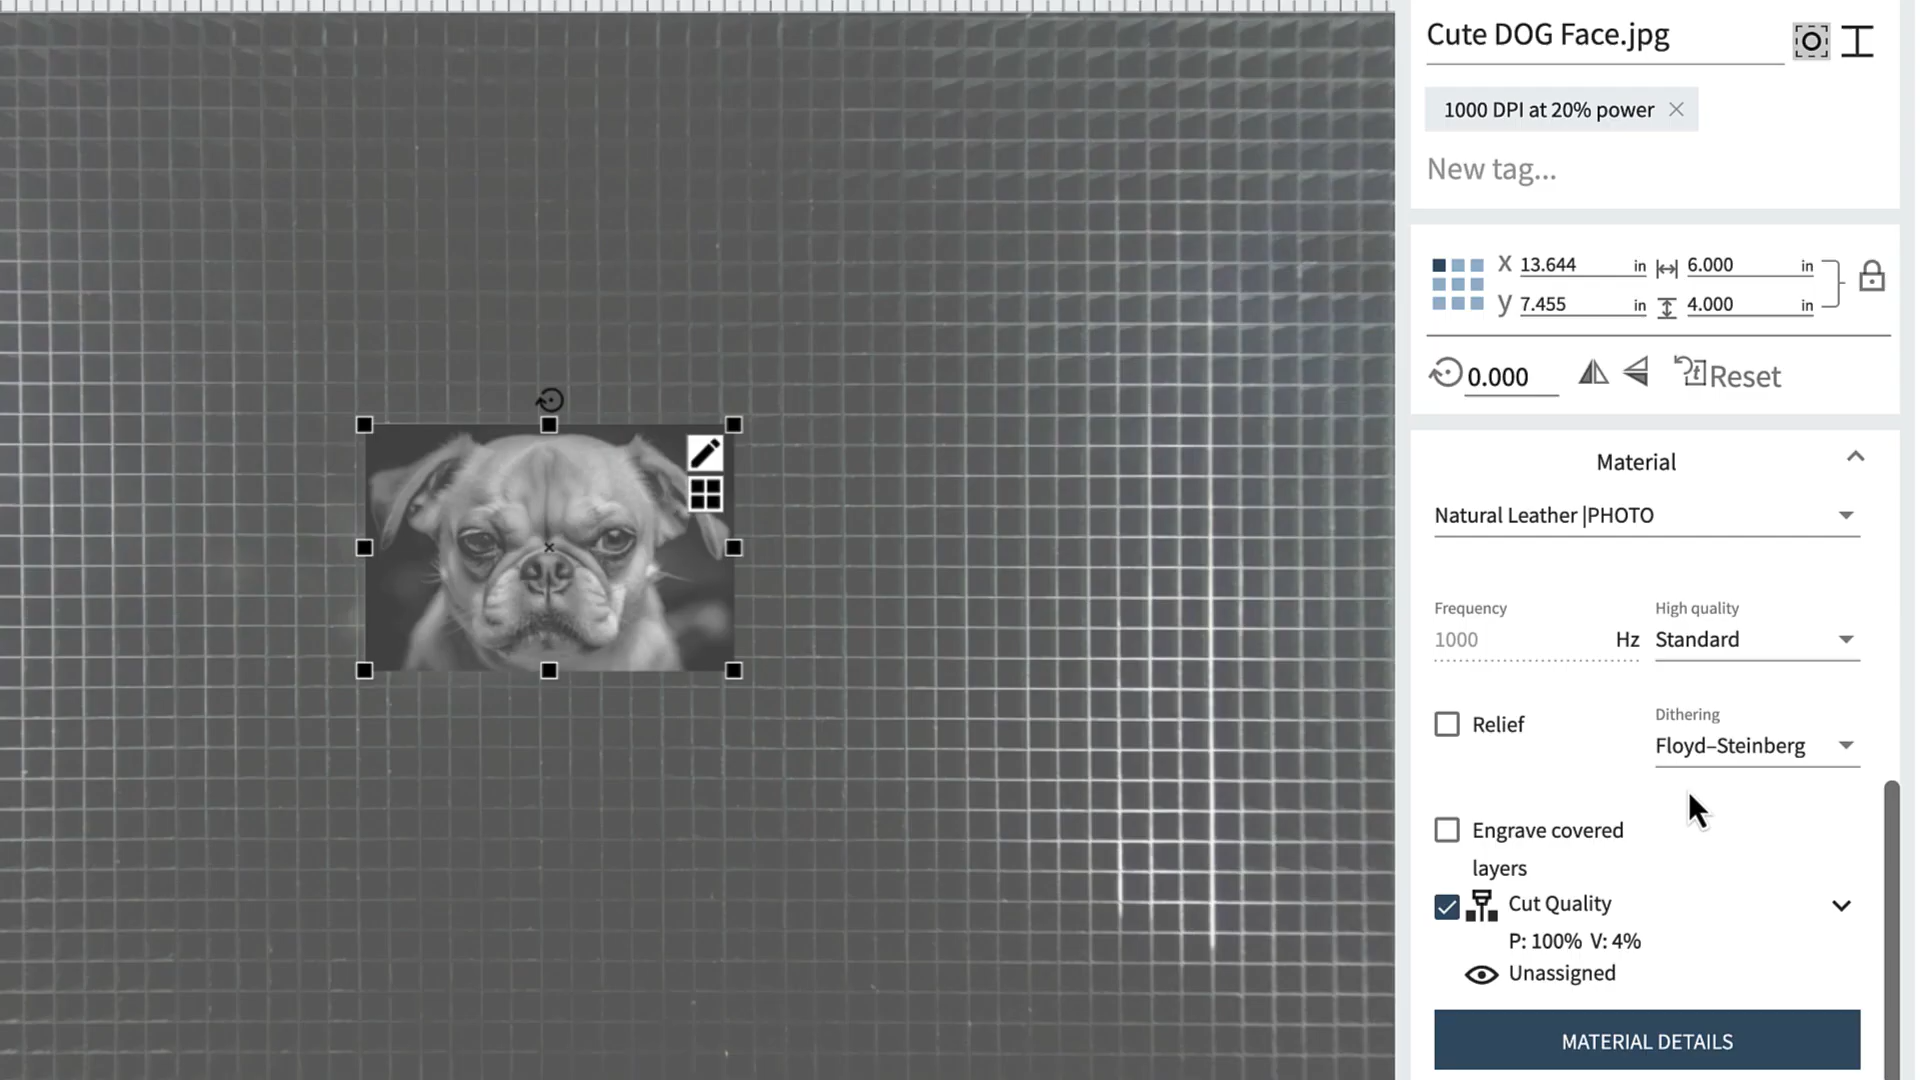 Cute DOG Face.jpg
1000 DPI at 20% power
New tag...
X 13.644 in 6.000 in
y 7.455 in 4.000 in
0.000 Reset
Material
Natural Leather |PHOTO
Frequency High quality
1000 Hz Standard
Relief Dithering
Floyd–Steinberg
Engrave covered
layers
Cut Quality
P: 100% V: 4%
Unassigned
MATERIAL DETAILS